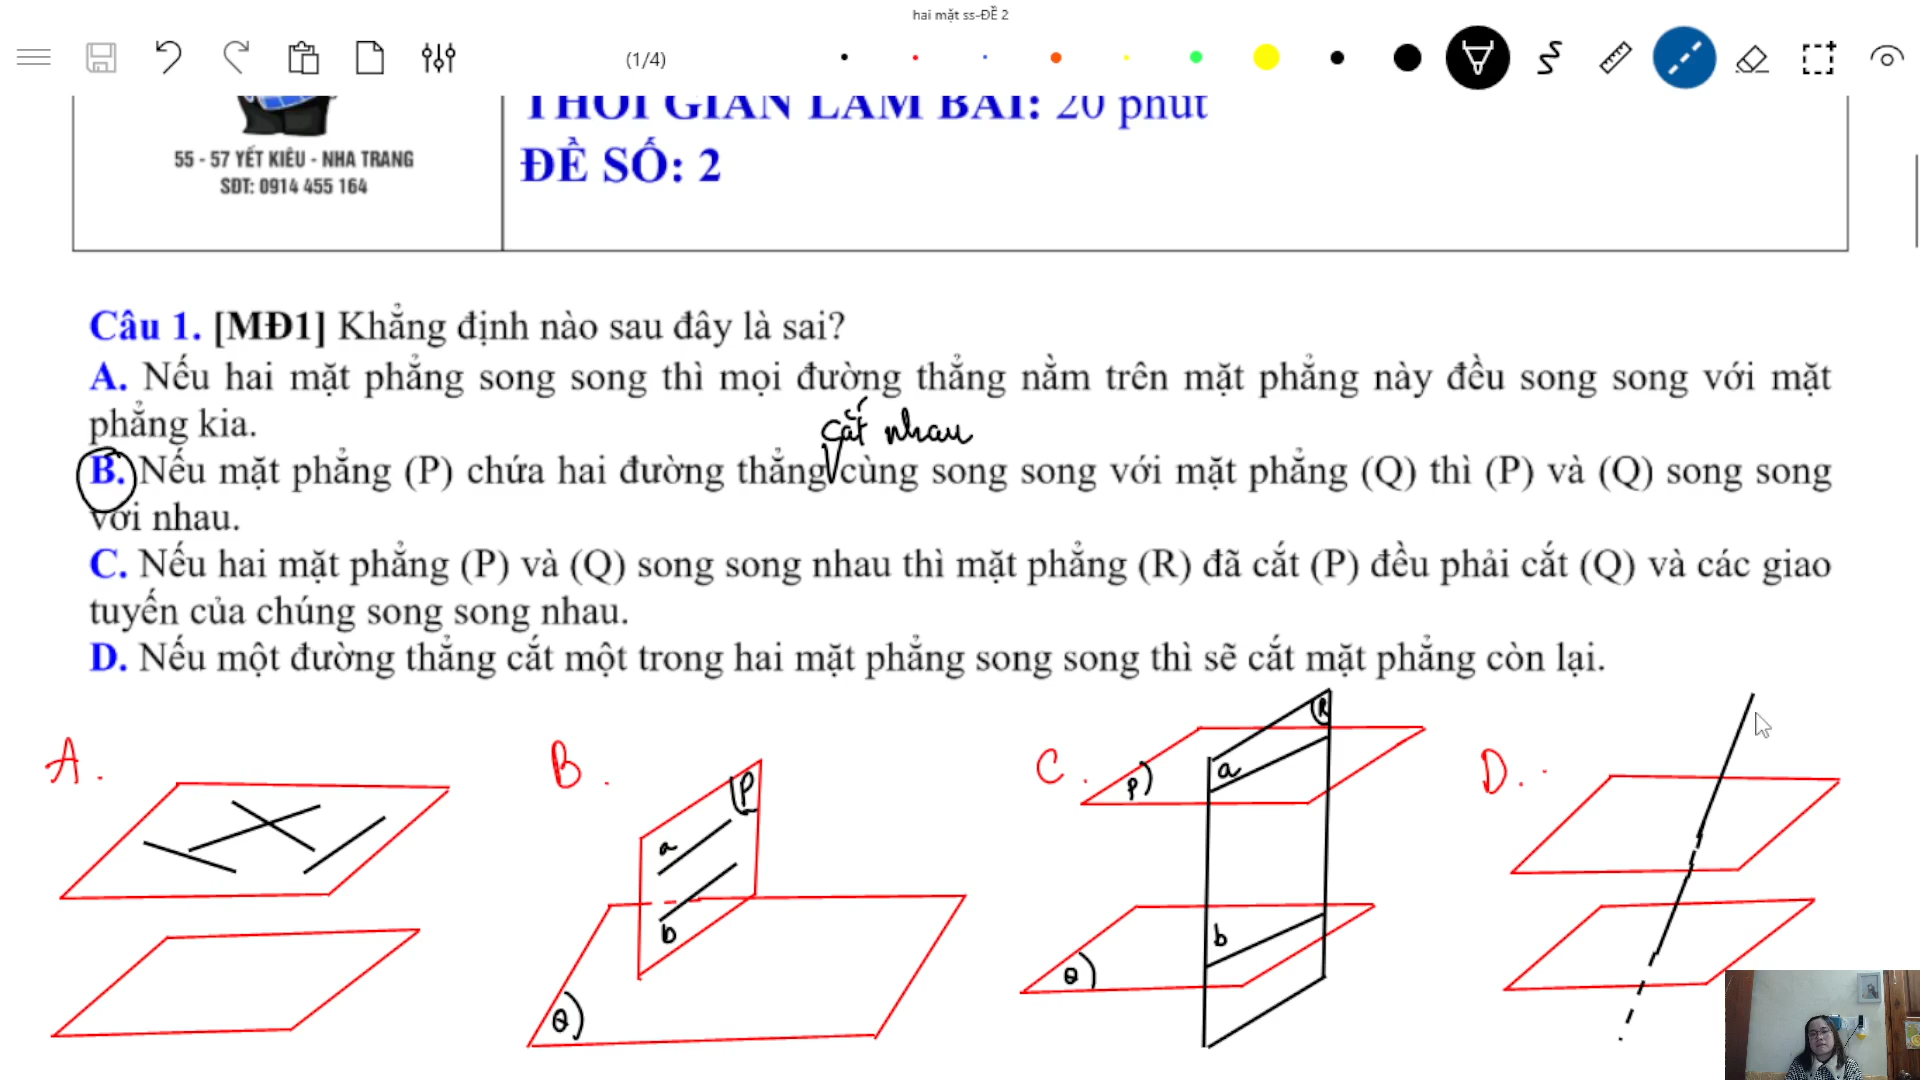 hai mặt ss-ĐỀ 2
(1/4)
THỜI GIAN LÀM BÀI: 20 phút
55 - 57 YẾT KIÊU - NHA TRANG
SĐT: 0914 455 164
ĐỀ SỐ: 2
Câu 1. [MĐ1] Khẳng định nào sau đây là sai?
A. Nếu hai mặt phẳng song song thì mọi đường thẳng nằm trên mặt phẳng này đều song song với mặt
phẳng kia.
cắt nhau
B. Nếu mặt phẳng (P) chứa hai đường thẳng cùng song song với mặt phẳng (Q) thì (P) và (Q) song song
với nhau.
C. Nếu hai mặt phẳng (P) và (Q) song song nhau thì mặt phẳng (R) đã cắt (P) đều phải cắt (Q) và các giao
tuyến của chúng song song nhau.
D. Nếu một đường thẳng cắt một trong hai mặt phẳng song song thì sẽ cắt mặt phẳng còn lại.
A.
B.
(P
a
b
Q)
C.
(R
P)
a
b
Q)
D.